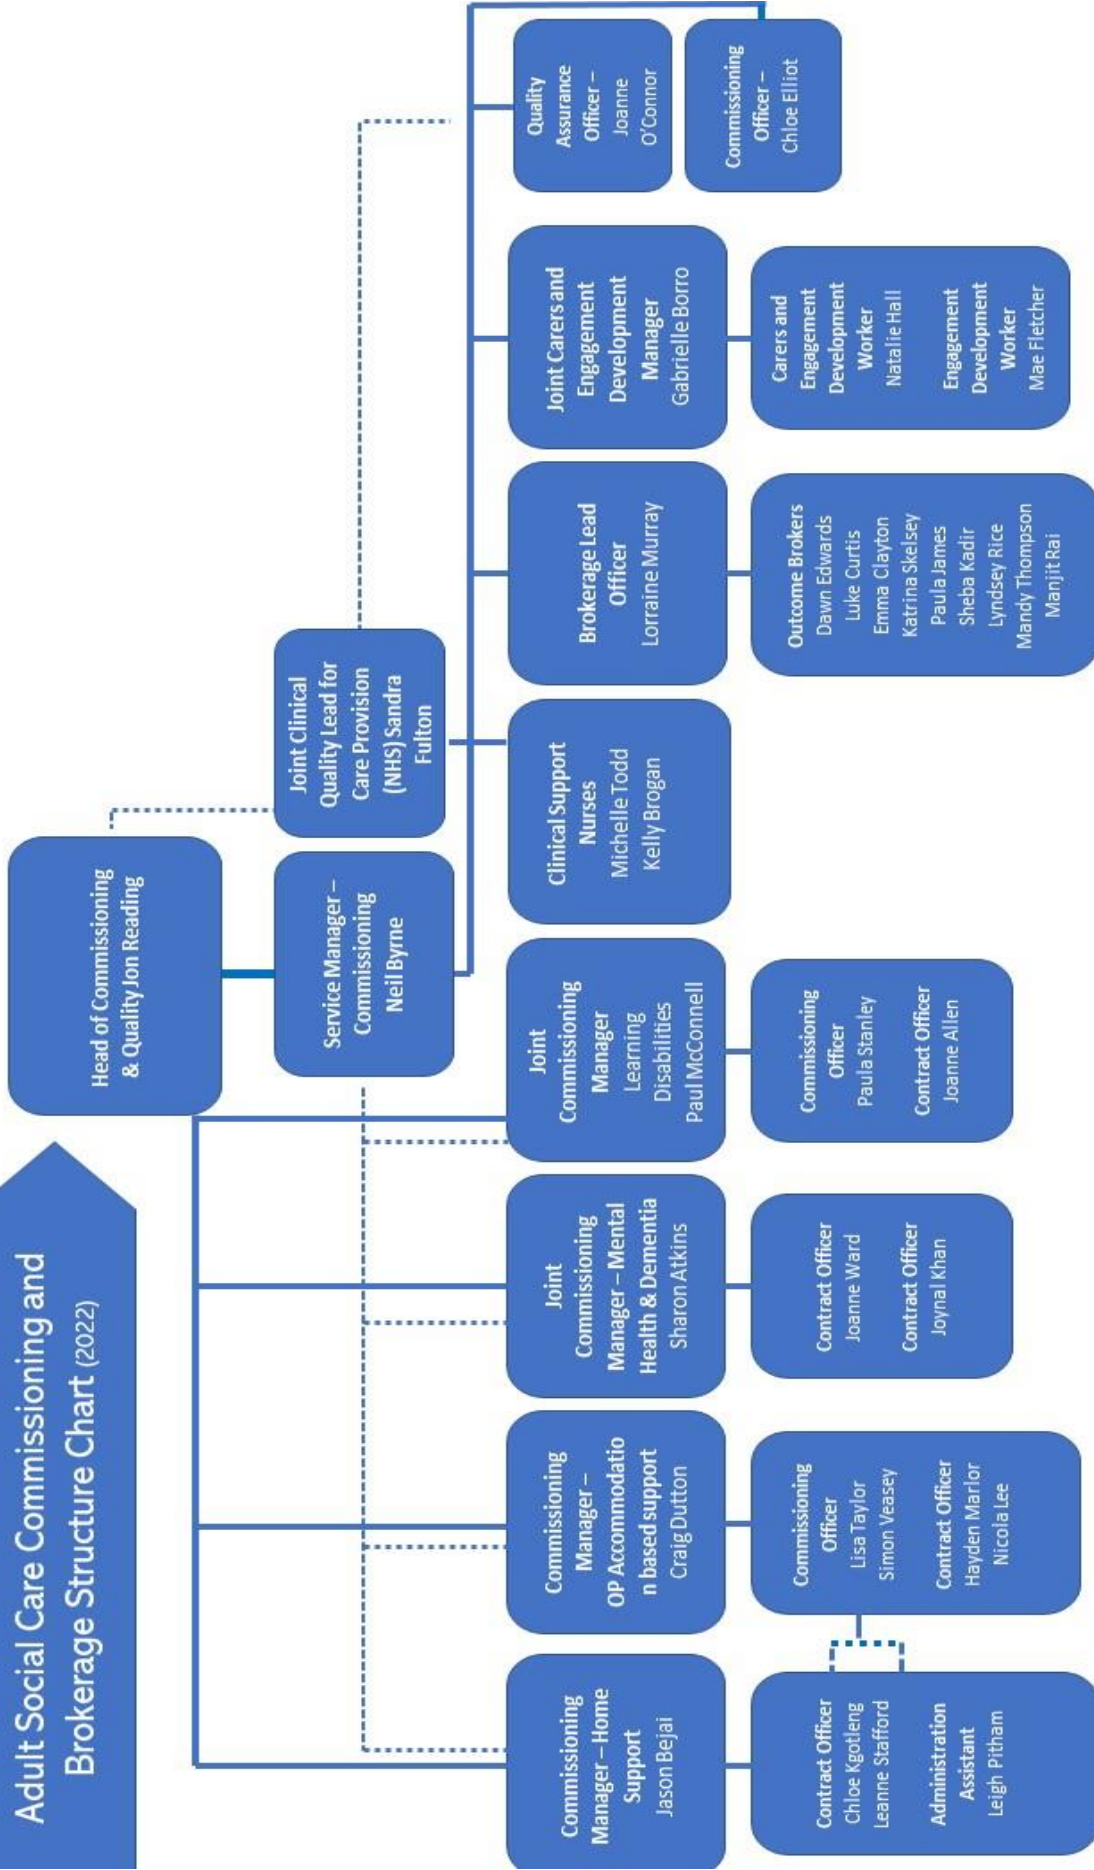 Adult Social Care Commissioning and
Brokerage Structure Chart (2022)
Head of Commissioning
& Quality Jon Reading
Service Manager –
Commissioning
Neil Byrne
Joint Clinical
Quality Lead for
Care Provision
(NHS) Sandra
Fulton
Commissioning
Manager – Home
Support
Jason Bejai
Commissioning
Manager –
OP Accommodatio
n based support
Craig Dutton
Joint
Commissioning
Manager – Mental
Health & Dementia
Sharon Atkins
Joint
Commissioning
Manager
Learning
Disabilities
Paul McConnell
Clinical Support
Nurses
Michelle Todd
Kelly Brogan
Brokerage Lead
Officer
Lorraine Murray
Joint Carers and
Engagement
Development
Manager
Gabrielle Borro
Quality
Assurance
Officer –
Joanne
O'Connor
Commissioning
Officer –
Chloe Elliot
Contract Officer
Chloe Kgotleng
Leanne Stafford
Administration
Assistant
Leigh Pitham
Commissioning
Officer
Lisa Taylor
Simon Veasey
Contract Officer
Hayden Marlor
Nicola Lee
Contract Officer
Joanne Ward
Contract Officer
Joynal Khan
Commissioning
Officer
Paula Stanley
Contract Officer
Joanne Allen
Outcome Brokers
Dawn Edwards
Luke Curtis
Emma Clayton
Katrina Skelsey
Paula James
Sheba Kadir
Lyndsey Rice
Mandy Thompson
Manjit Rai
Carers and
Engagement
Development
Worker
Natalie Hall
Engagement
Development
Worker
Mae Fletcher